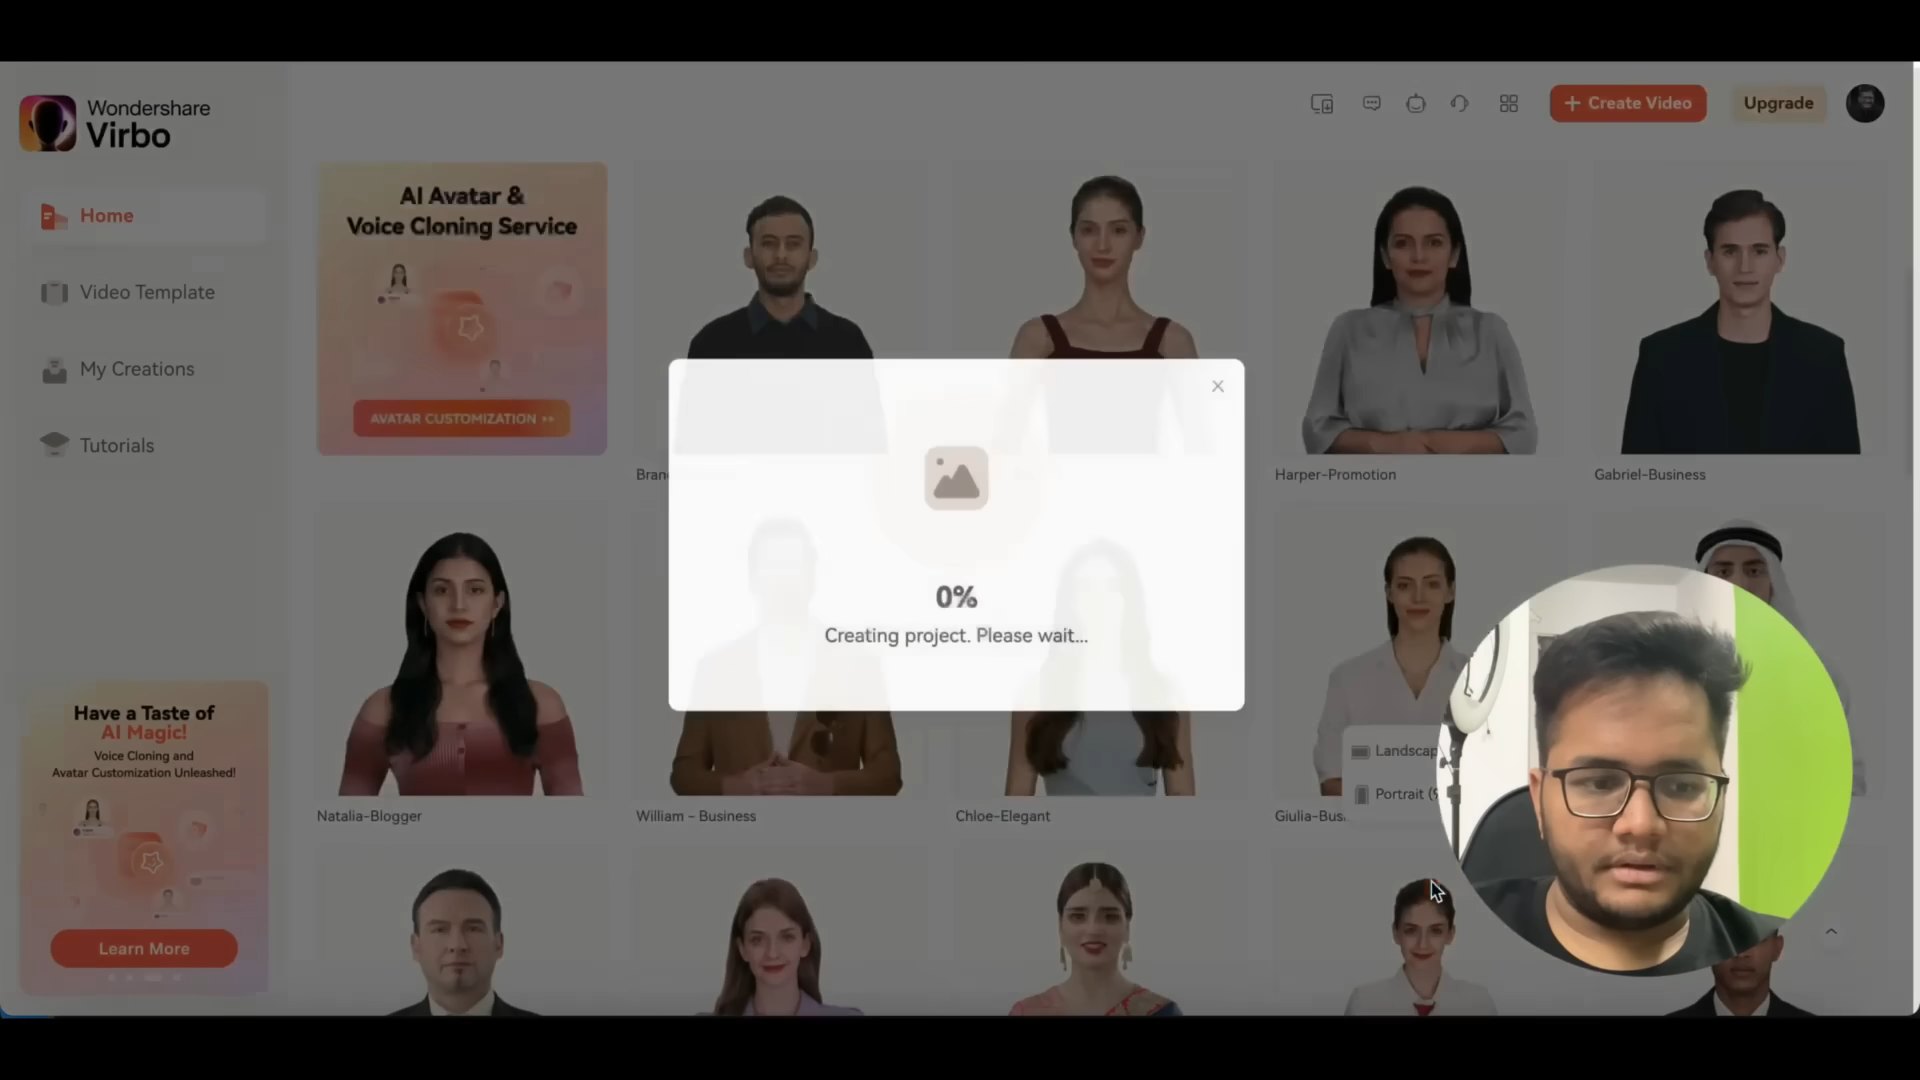 Wondershare
Virbo
Create Video
Upgrade
Home
Video Template
My Creations
Tutorials
AI Avatar &
Voice Cloning Service
AVATAR CUSTOMIZATION
Harper-Promotion
Gabriel-Business
0%
Creating project. Please wait...
Landscap
Portrait (
Natalia-Blogger
William - Business
Chloe-Elegant
Have a Taste of
AI Magic!
Voice Cloning and
Avatar Customization Unleashed!
Learn More